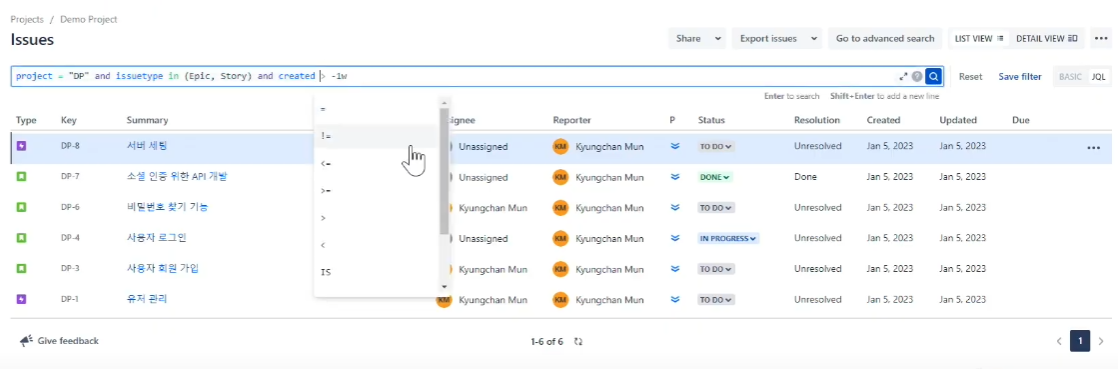 Projects / Demo Project
Issues
Share Export issues Go to advanced search LIST VIEW DETAIL VIEW
project = "DP" and issuetype in (Epic, Story) and created > -1w
Reset Save filter BASIC JQL
Enter to search Shift+Enter to add a new line
Type Key Summary ignee Reporter P Status Resolution Created Updated Due
DP-8 서버 세팅 Unassigned KM Kyungchan Mun TO DO Unresolved Jan 5, 2023 Jan 5, 2023
DP-7 소셜 인증 위한 API 개발 Unassigned KM Kyungchan Mun DONE Done Jan 5, 2023 Jan 5, 2023
DP-6 비밀번호 찾기 기능 Kyungchan Mun KM Kyungchan Mun TO DO Unresolved Jan 5, 2023 Jan 5, 2023
DP-4 사용자 로그인 Unassigned KM Kyungchan Mun IN PROGRESS Unresolved Jan 5, 2023 Jan 5, 2023
DP-3 사용자 회원 가입 Kyungchan Mun KM Kyungchan Mun TO DO Unresolved Jan 5, 2023 Jan 5, 2023
DP-1 유저 관리 KM Kyungchan Mun KM Kyungchan Mun TO DO Unresolved Jan 5, 2023 Jan 5, 2023
=
!=
<=
>=
>
<
IS
Give feedback 1-6 of 6 1